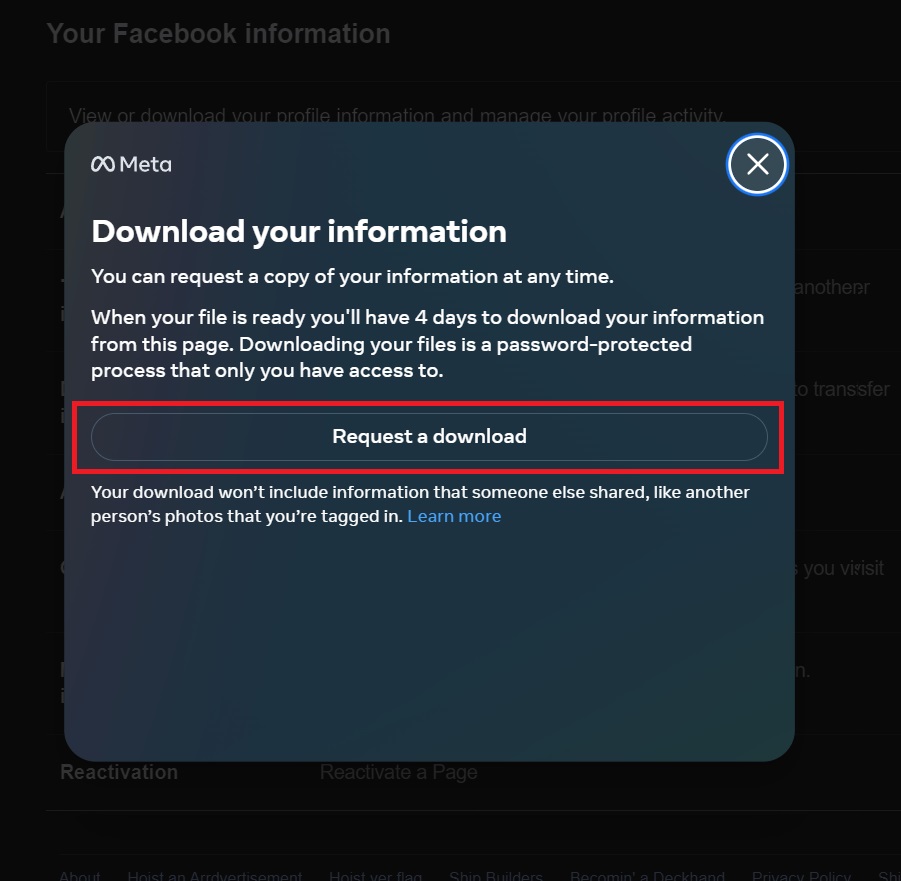 Your Facebook information
View or download your profile information and manage your profile activity.
Meta
Download your information
You can request a copy of your information at any time.
When your file is ready you'll have 4 days to download your information
from this page. Downloading your files is a password-protected
process that only you have access to.
Request a download
Your download won’t include information that someone else shared, like another
person’s photos that you’re tagged in. Learn more
anotherr
to transsfer
you
n.
Reactivation Reactivate a Page
About Hoist an Arrdvertisement Hoist yer flag Ship Builders Becomin' a Deckhand Privacy Policy